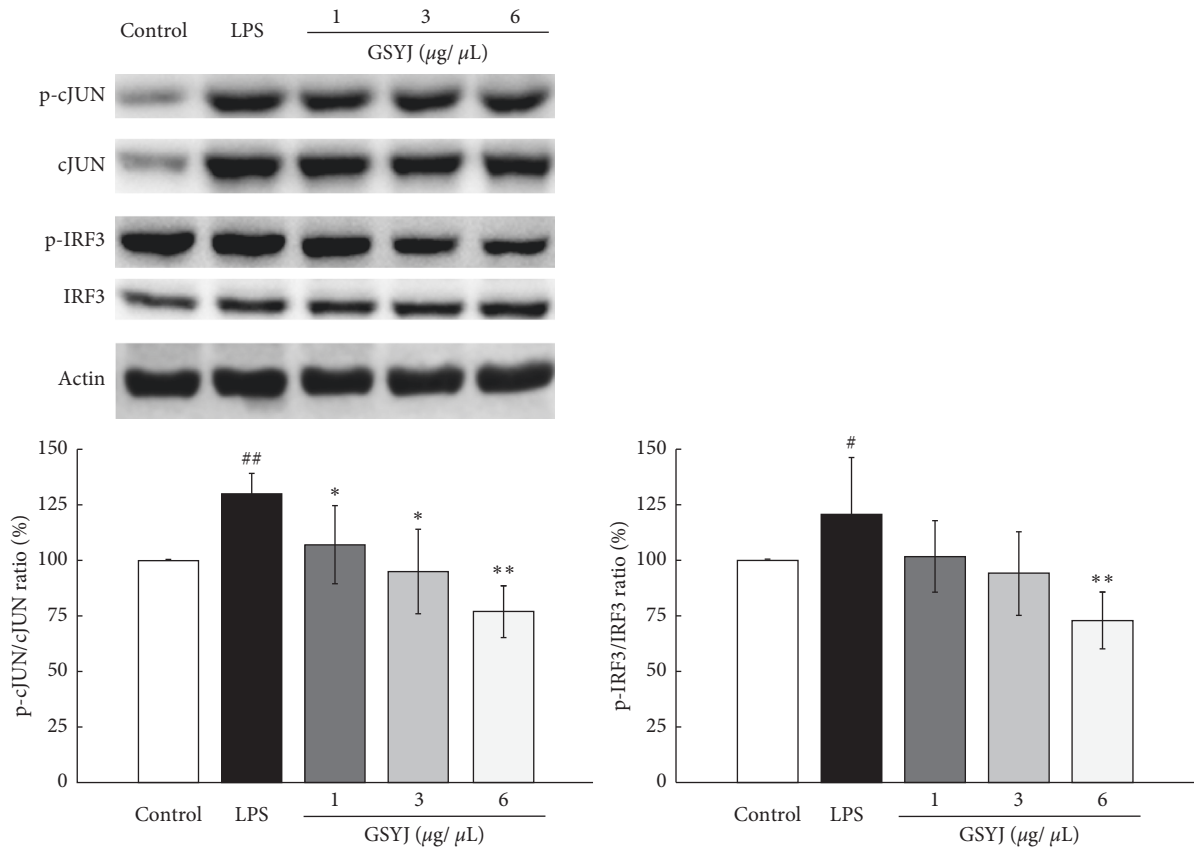 Control LPS 1 3 6
GSYJ (µg/ µL)
p-cJUN
cJUN
p-IRF3
IRF3
Actin
p-cJUN/cJUN ratio (%)
150
125
100
75
50
25
0
##
*
*
**
Control LPS 1 3 6
GSYJ (µg/ µL)
p-IRF3/IRF3 ratio (%)
150
125
100
75
50
25
0
#
**
Control LPS 1 3 6
GSYJ (µg/ µL)